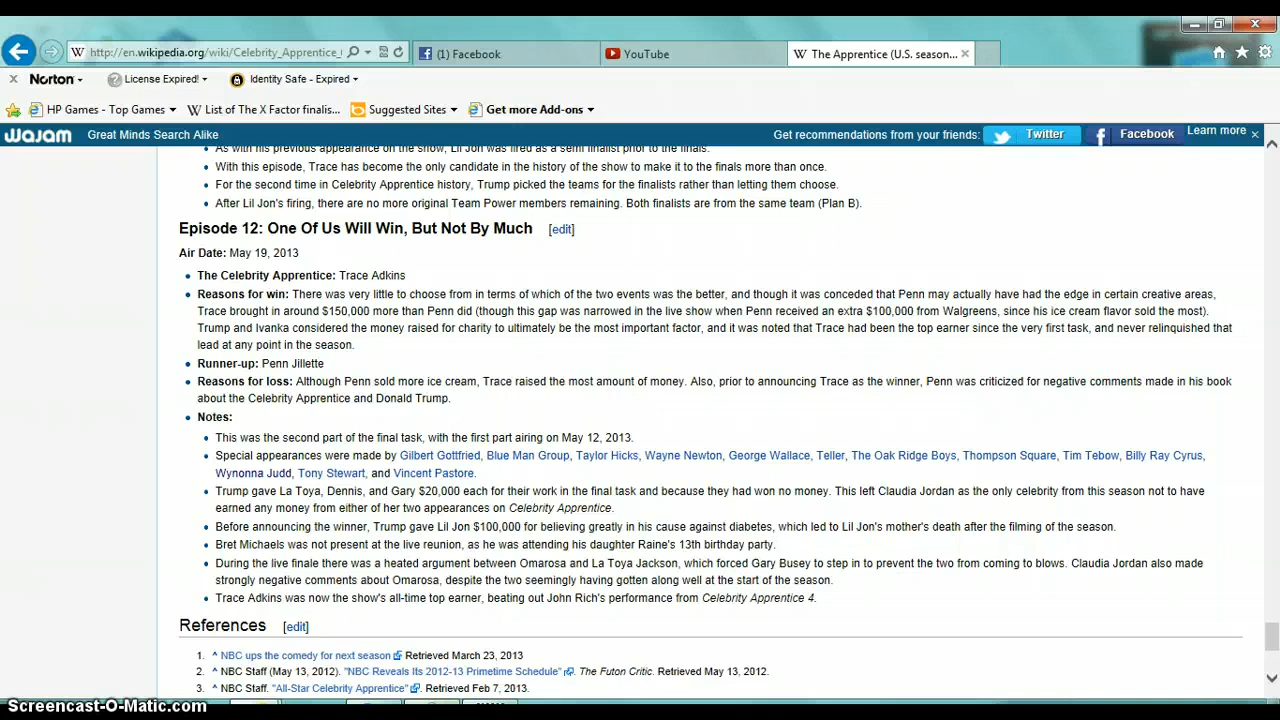 http://en.wikipedia.org/wiki/Celebrity_Apprentice_
(1) Facebook
YouTube
The Apprentice (U.S. season...
Norton
License Expired!
Identity Safe - Expired
HP Games - Top Games
List of The X Factor finalis...
Suggested Sites
Get more Add-ons
wajam
Great Minds Search Alike
Get recommendations from your friends:
Twitter
Facebook
Learn more
As with his previous appearance on the show, Lil Jon was fired as a semi finalist prior to the finals.
With this episode, Trace has become the only candidate in the history of the show to make it to the finals more than once.
For the second time in Celebrity Apprentice history, Trump picked the teams for the finalists rather than letting them choose.
After Lil Jon's firing, there are no more original Team Power members remaining. Both finalists are from the same team (Plan B).
Episode 12: One Of Us Will Win, But Not By Much [edit]
Air Date: May 19, 2013
The Celebrity Apprentice: Trace Adkins
Reasons for win: There was very little to choose from in terms of which of the two events was the better, and though it was conceded that Penn may actually have had the edge in certain creative areas,
Trace brought in around $150,000 more than Penn did (though this gap was narrowed in the live show when Penn received an extra $100,000 from Walgreens, since his ice cream flavor sold the most).
Trump and Ivanka considered the money raised for charity to ultimately be the most important factor, and it was noted that Trace had been the top earner since the very first task, and never relinquished that
lead at any point in the season.
Runner-up: Penn Jillette
Reasons for loss: Although Penn sold more ice cream, Trace raised the most amount of money. Also, prior to announcing Trace as the winner, Penn was criticized for negative comments made in his book
about the Celebrity Apprentice and Donald Trump.
Notes:
This was the second part of the final task, with the first part airing on May 12, 2013.
Special appearances were made by Gilbert Gottfried, Blue Man Group, Taylor Hicks, Wayne Newton, George Wallace, Teller, The Oak Ridge Boys, Thompson Square, Tim Tebow, Billy Ray Cyrus,
Wynonna Judd, Tony Stewart, and Vincent Pastore.
Trump gave La Toya, Dennis, and Gary $20,000 each for their work in the final task and because they had won no money. This left Claudia Jordan as the only celebrity from this season not to have
earned any money from either of her two appearances on Celebrity Apprentice.
Before announcing the winner, Trump gave Lil Jon $100,000 for believing greatly in his cause against diabetes, which led to Lil Jon's mother's death after the filming of the season.
Bret Michaels was not present at the live reunion, as he was attending his daughter Raine's 13th birthday party.
During the live finale there was a heated argument between Omarosa and La Toya Jackson, which forced Gary Busey to step in to prevent the two from coming to blows. Claudia Jordan also made
strongly negative comments about Omarosa, despite the two seemingly having gotten along well at the start of the season.
Trace Adkins was now the show's all-time top earner, beating out John Rich's performance from Celebrity Apprentice 4.
References [edit]
1. ^ NBC ups the comedy for next season Retrieved March 23, 2013
2. ^ NBC Staff (May 13, 2012). "NBC Reveals Its 2012-13 Primetime Schedule". The Futon Critic. Retrieved May 13, 2012.
3. ^ NBC Staff. "All-Star Celebrity Apprentice". Retrieved Feb 7, 2013.
Screencast-O-Matic.com